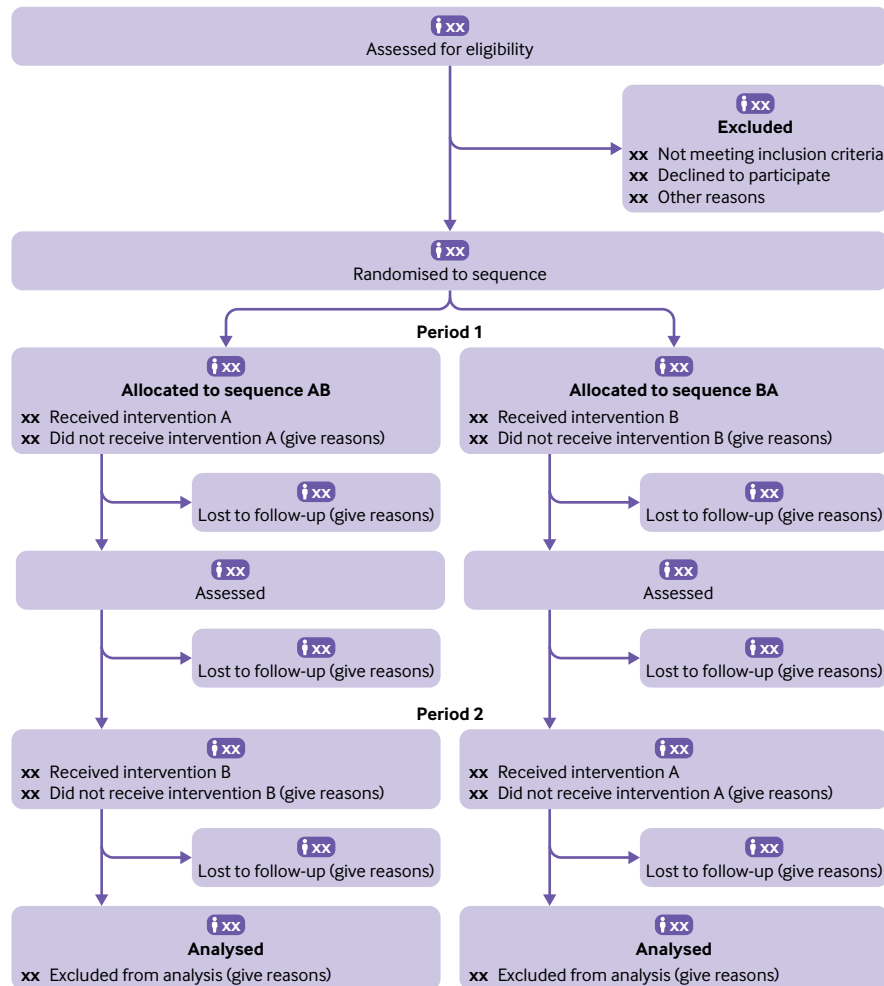 xx
Assessed for eligibility
xx
Excluded
xx Not meeting inclusion criteria
xx Declined to participate
xx Other reasons
xx
Randomised to sequence
Period 1
xx
Allocated to sequence AB
xx Received intervention A
xx Did not receive intervention A (give reasons)
xx
Allocated to sequence BA
xx Received intervention B
xx Did not receive intervention B (give reasons)
xx
Lost to follow-up (give reasons)
xx
Lost to follow-up (give reasons)
xx
Assessed
xx
Assessed
xx
Lost to follow-up (give reasons)
xx
Lost to follow-up (give reasons)
Period 2
xx
xx Received intervention B
xx Did not receive intervention B (give reasons)
xx
xx Received intervention A
xx Did not receive intervention A (give reasons)
xx
Lost to follow-up (give reasons)
xx
Lost to follow-up (give reasons)
xx
Analysed
xx Excluded from analysis (give reasons)
xx
Analysed
xx Excluded from analysis (give reasons)